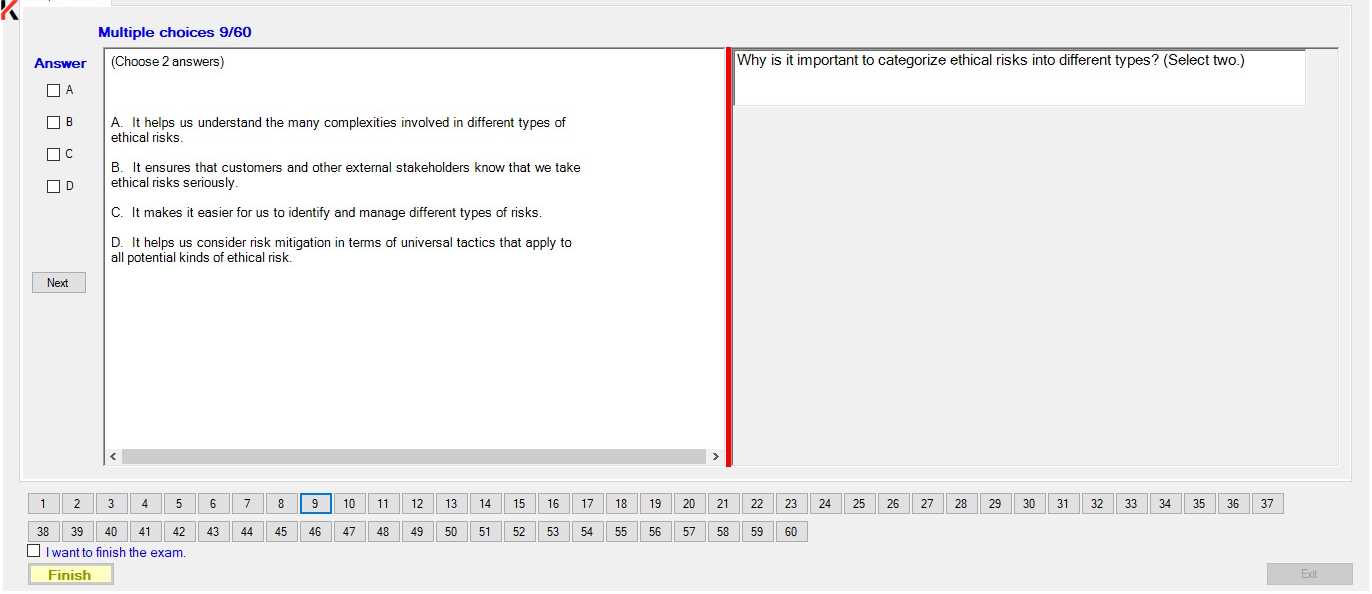 Multiple choices 9/60
Answer
A
B
C
D
Next
(Choose 2 answers)
A. It helps us understand the many complexities involved in different types of
ethical risks.
B. It ensures that customers and other external stakeholders know that we take
ethical risks seriously.
C. It makes it easier for us to identify and manage different types of risks.
D. It helps us consider risk mitigation in terms of universal tactics that apply to
all potential kinds of ethical risk.
Why is it important to categorize ethical risks into different types? (Select two.)
1 2 3 4 5 6 7 8 9 10 11 12 13 14 15 16 17 18 19 20 21 22 23 24 25 26 27 28 29 30 31 32 33 34 35 36 37
38 39 40 41 42 43 44 45 46 47 48 49 50 51 52 53 54 55 56 57 58 59 60
I want to finish the exam.
Finish
Exit